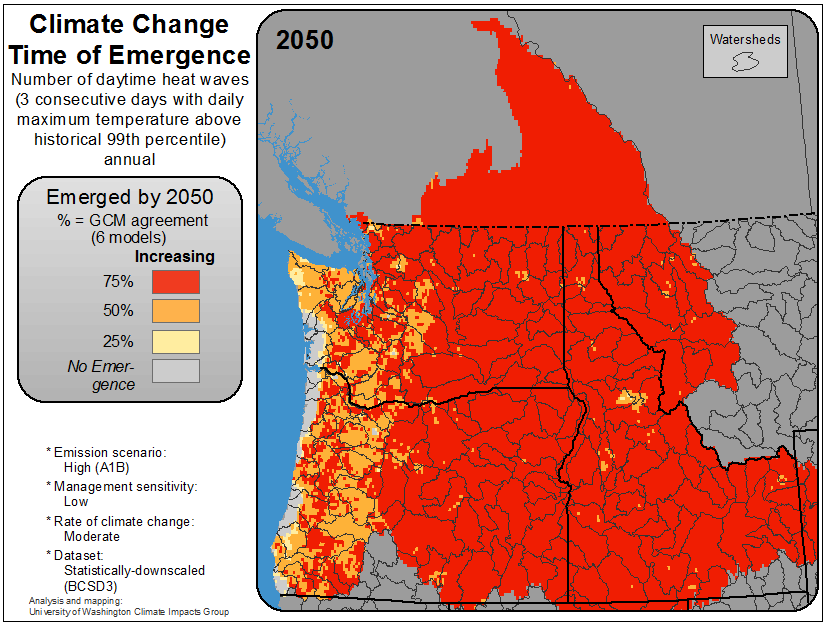 Climate Change
Time of Emergence
Number of daytime heat waves
(3 consecutive days with daily
maximum temperature above
historical 99th percentile)
annual
Emerged by 2050
% = GCM agreement
(6 models)
Increasing
75%
50%
25%
No Emer-
gence
* Emission scenario:
High (A1B)
* Management sensitivity:
Low
* Rate of climate change:
Moderate
* Dataset:
Statistically-downscaled
(BCSD3)
Analysis and mapping:
University of Washington Climate Impacts Group
2050
Watersheds